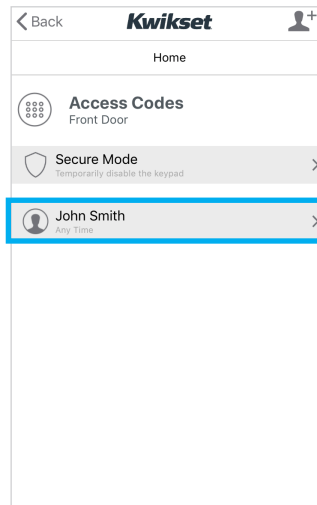 Back
Kwikset
Home
Access Codes
Front Door
Secure Mode
Temporarily disable the keypad
John Smith
Any Time